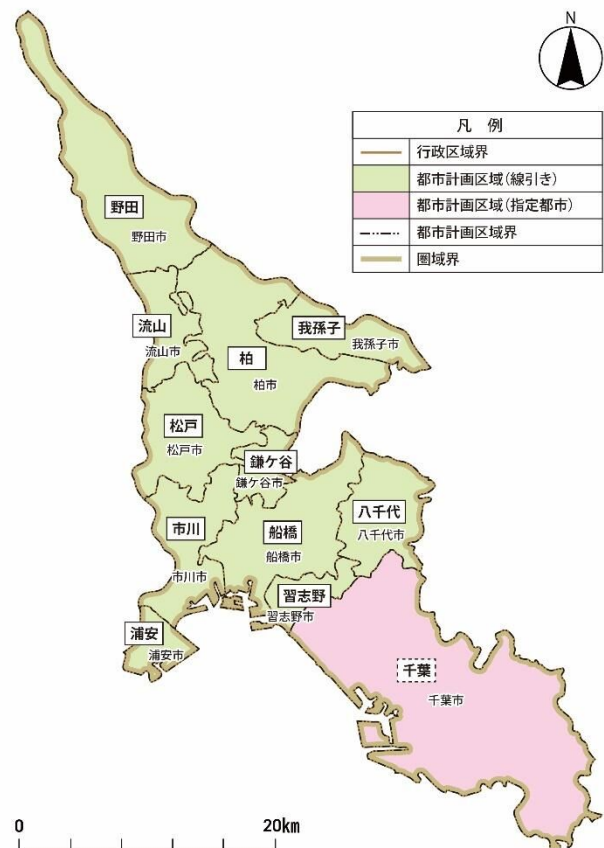 N
凡 例
行政区域界
都市計画区域(線引き)
都市計画区域(指定都市)
都市計画区域界
圏域界
野田
野田市
流山
流山市
我孫子
我孫子市
柏
柏市
松戸
松戸市
鎌ケ谷
鎌ケ谷市
八千代
八千代市
市川
市川市
船橋
船橋市
習志野
習志野市
浦安
浦安市
千葉
千葉市
0 20km